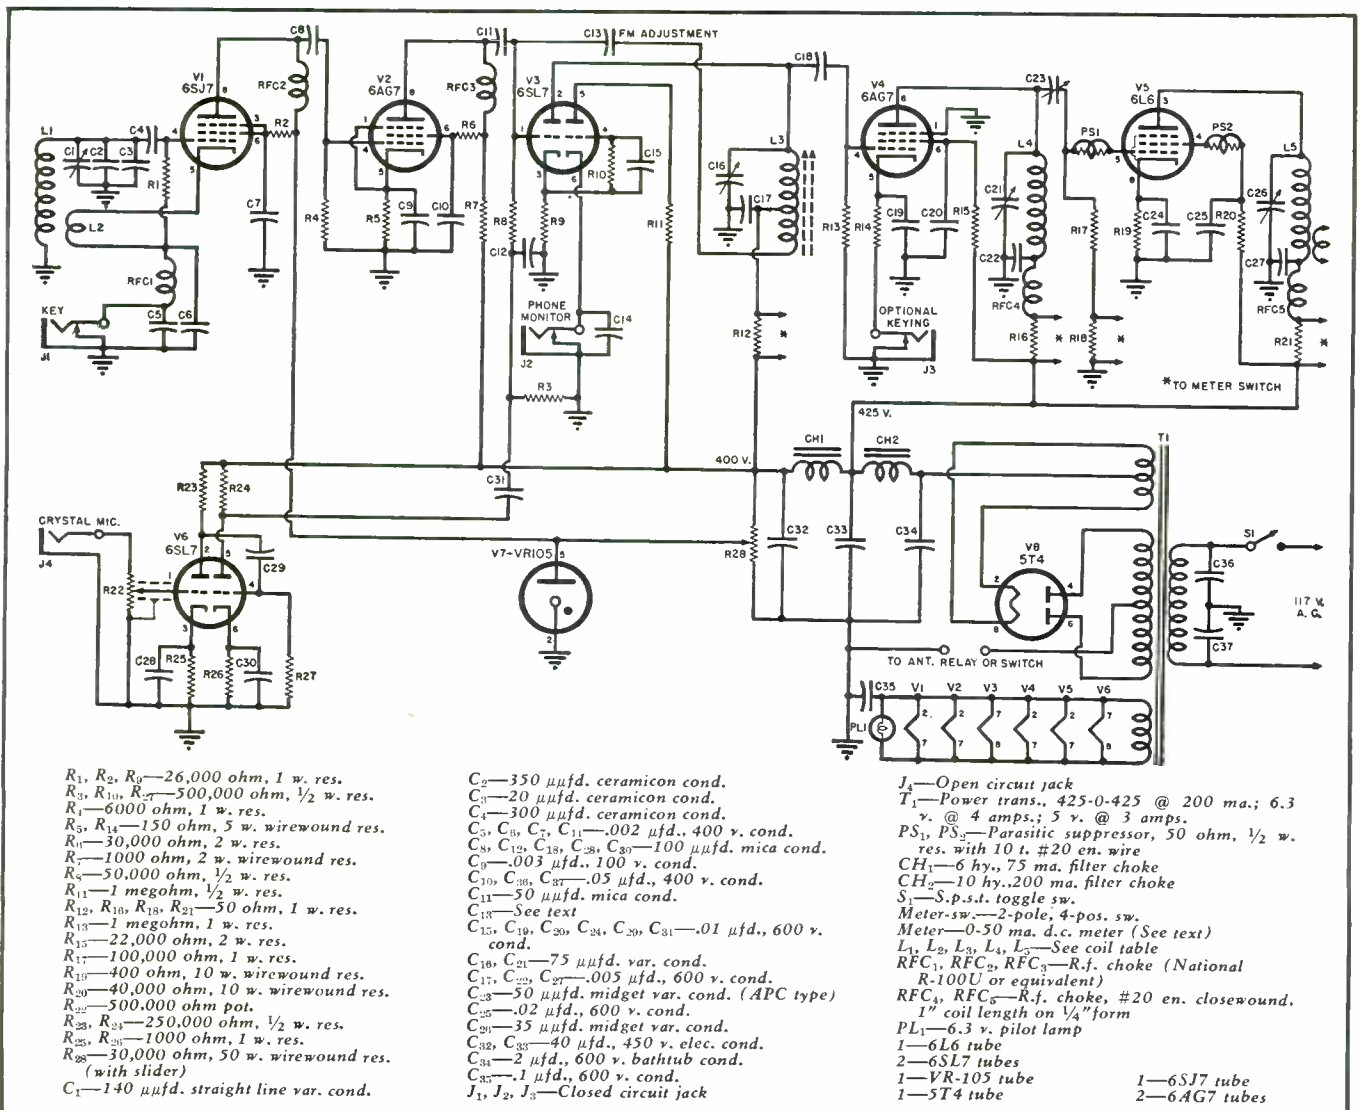 C8
C11
C13
FM ADJUSTMENT
V1
6SJ7
RFC2
V2
6AG7
RFC3
V3
6SL7
C18
V4
6AG7
C23
V5
6L6
L1
C1
C2
C3
C4
R1
R2
R6
C15
R10
L3
C16
C17
PS1
PS2
L4
L5
L2
C7
R4
R5
C9
C10
R7
R8
R9
R11
R13
R14
C19
C20
R15
C21
R17
R19
C24
C25
R20
C26
RFC1
C12
C22
RFC4
C27
RFC5
KEY
C5
C6
J1
PHONE
MONITOR
C14
J2
R3
R12
*
OPTIONAL
KEYING
J3
R16
*
R18
R21
*
*TO METER SWITCH
425 V.
400 V.
CH1
CH2
T1
R23
R24
C31
CRYSTAL MIC.
J4
V6
6SL7
C29
R22
V7-VR105
R28
C32
C33
C34
V8
5T4
S1
C36
C37
117 V.
A.C.
C28
R25
R26
C30
R27
TO ANT. RELAY OR SWITCH
C35
PL1
V1
V2
V3
V4
V5
V6
R1, R2, R9—26,000 ohm, 1 w. res.
R3, R10, R27—500,000 ohm, ½ w. res.
R4—6000 ohm, 1 w. res.
R5, R14—150 ohm, 5 w. wirewound res.
R6—30,000 ohm, 2 w. res.
R7—1000 ohm, 2 w. wirewound res.
R8—50,000 ohm, ½ w. res.
R11—1 megohm, ½ w. res.
R12, R16, R18, R21—50 ohm, 1 w. res.
R13—1 megohm, 1 w. res.
R15—22,000 ohm, 2 w. res.
R17—100,000 ohm, 1 w. res.
R19—400 ohm, 10 w. wirewound res.
R20—40,000 ohm, 10 w. wirewound res.
R22—500,000 ohm pot.
R23, R24—250,000 ohm, ½ w. res.
R25, R26—1000 ohm, 1 w. res.
R28—30,000 ohm, 50 w. wirewound res.
(with slider)
C1—140 μμfd. straight line var. cond.
C2—350 μμfd. ceramicon cond.
C3—20 μμfd. ceramicon cond.
C4—300 μμfd. ceramicon cond.
C5, C6, C7, C11—.002 μfd., 400 v. cond.
C8, C12, C18, C28, C30—100 μμfd. mica cond.
C9—.003 μfd., 100 v. cond.
C10, C36, C37—.05 μfd., 400 v. cond.
C11—50 μμfd. mica cond.
C13—See text
C15, C19, C20, C24, C29, C31—.01 μfd., 600 v.
cond.
C16, C21—75 μμfd. var. cond.
C17, C22, C27—.005 μfd., 600 v. cond.
C23—50 μμfd. midget var. cond. (APC type)
C25—.02 μfd., 600 v. cond.
C26—35 μμfd. midget var. cond.
C32, C33—40 μfd., 450 v. elec. cond.
C34—2 μfd., 600 v. bathtub cond.
C35—.1 μfd., 600 v. cond.
J1, J2, J3—Closed circuit jack
J4—Open circuit jack
T1—Power trans., 425-0-425 @ 200 ma.; 6.3
v. @ 4 amps.; 5 v. @ 3 amps.
PS1, PS2—Parasitic suppressor, 50 ohm, ½ w.
res. with 10 t. #20 en. wire
CH1—6 hy., 75 ma. filter choke
CH2—10 hy., 200 ma. filter choke
S1—S.p.s.t. toggle sw.
Meter-sw.—2-pole, 4-pos. sw.
Meter—0-50 ma. d.c. meter (See text)
L1, L2, L3, L4, L5—See coil table
RFC1, RFC2, RFC3—R.f. choke (National
R-100U or equivalent)
RFC4, RFC5—R.f. choke, #20 en. closewound,
1" coil length on ¼" form
PL1—6.3 v. pilot lamp
1—6L6 tube
2—6SL7 tubes
1—VR-105 tube
1—5T4 tube
1—6SJ7 tube
2—6AG7 tubes